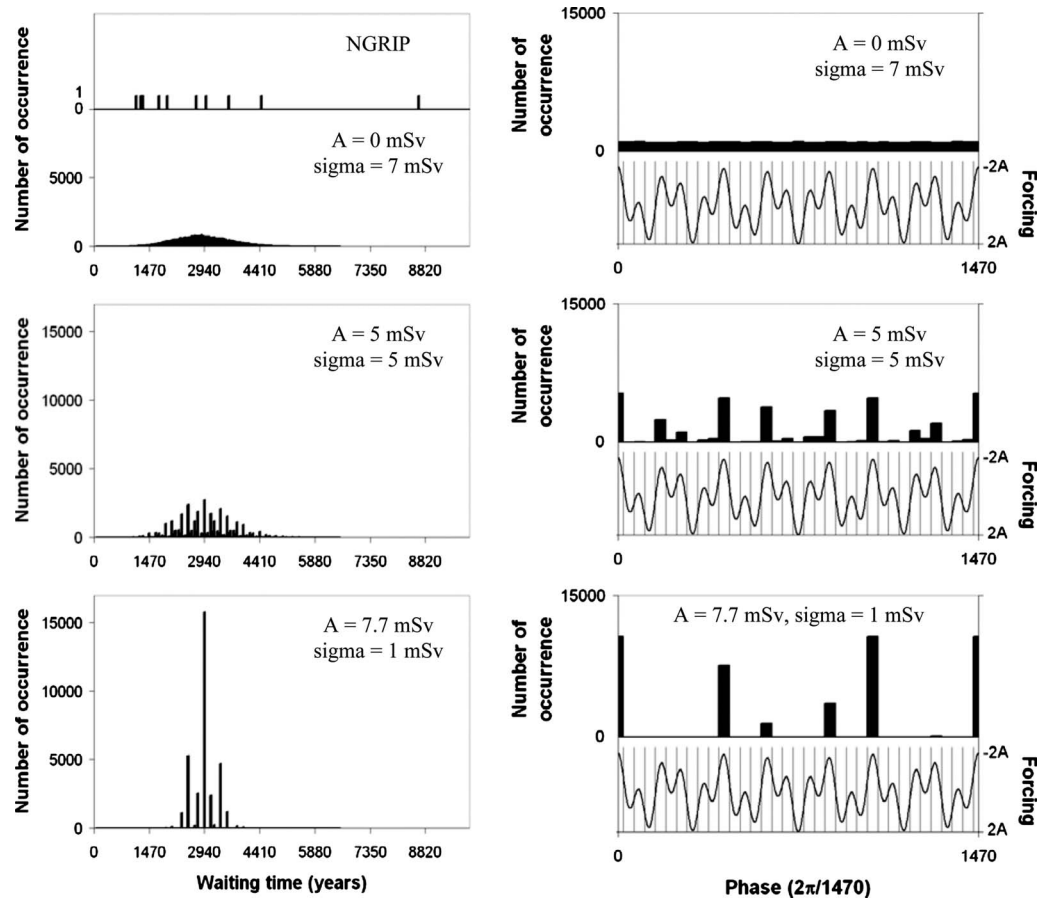 NGRIP
1
0
A = 0 mSv
sigma = 7 mSv
5000
0
Number of occurrence
0 1470 2940 4410 5880 7350 8820
15000
A = 0 mSv
sigma = 7 mSv
Number of
occurrence
0
-2A
Forcing
2A
0 1470
A = 5 mSv
sigma = 5 mSv
15000
10000
5000
0
Number of occurrence
0 1470 2940 4410 5880 7350 8820
15000
A = 5 mSv
sigma = 5 mSv
Number of
occurrence
0
-2A
Forcing
2A
0 1470
A = 7.7 mSv
sigma = 1 mSv
15000
10000
5000
0
Number of occurrence
0 1470 2940 4410 5880 7350 8820
Waiting time (years)
15000
A = 7.7 mSv, sigma = 1 mSv
Number of
occurrence
0
-2A
Forcing
2A
0 1470
Phase (2π/1470)